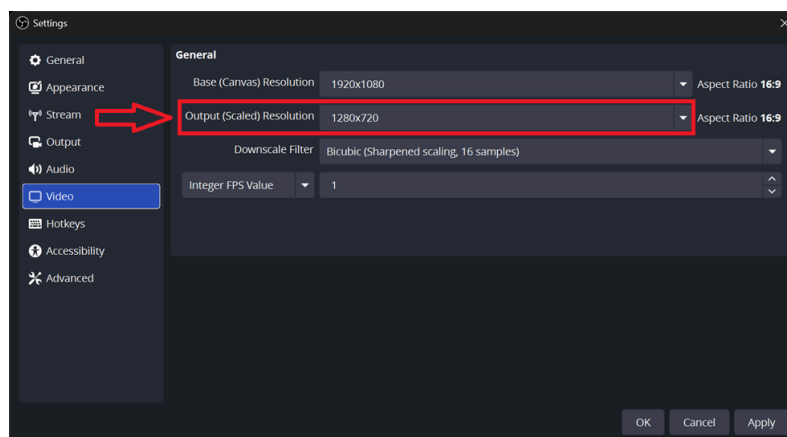 Settings
General
Appearance
Stream
Output
Audio
Video
Hotkeys
Accessibility
Advanced
General
Base (Canvas) Resolution 1920x1080 Aspect Ratio 16:9
Output (Scaled) Resolution 1280x720 Aspect Ratio 16:9
Downscale Filter Bicubic (Sharpened scaling, 16 samples)
Integer FPS Value 1
OK Cancel Apply